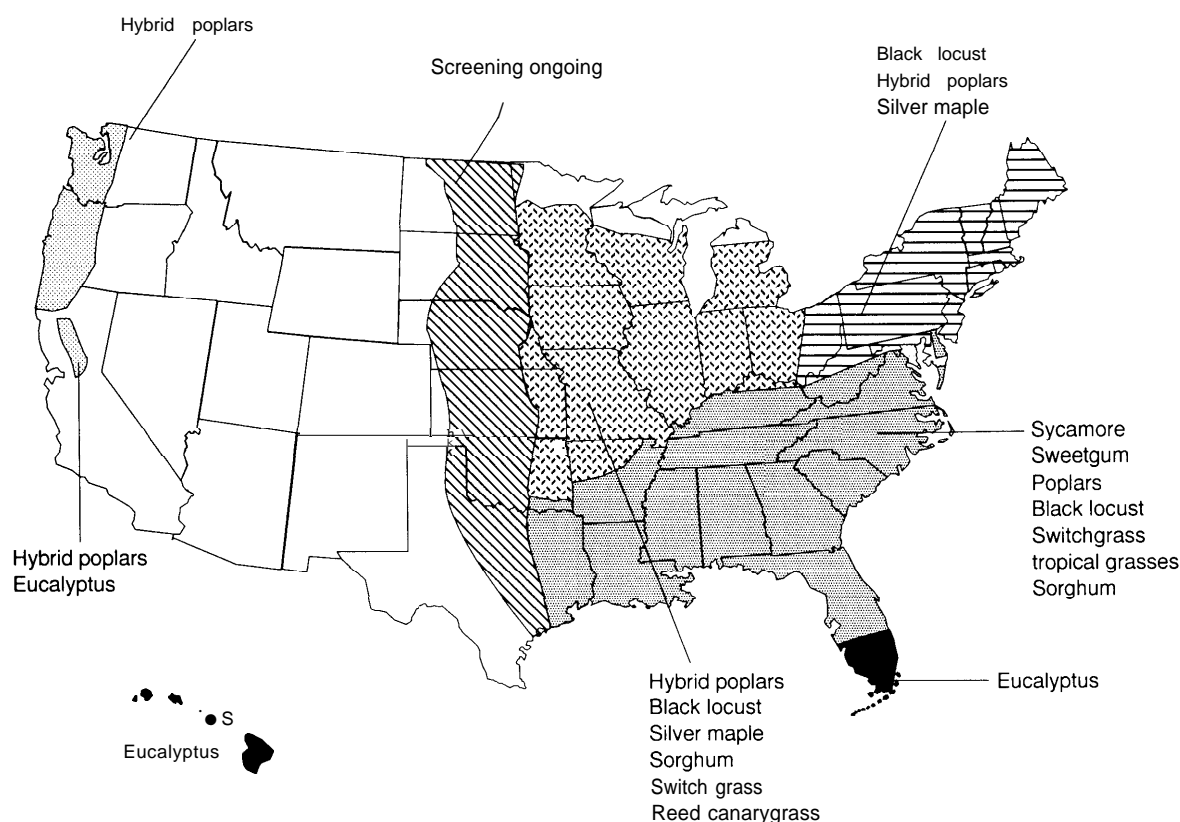 Hybrid poplars
Screening ongoing
Black locust
Hybrid poplars
Silver maple
Sycamore
Sweetgum
Poplars
Black locust
Switchgrass
tropical grasses
Sorghum
Hybrid poplars
Eucalyptus
Hybrid poplars
Black locust
Silver maple
Sorghum
Switch grass
Reed canarygrass
Eucalyptus
S
Eucalyptus